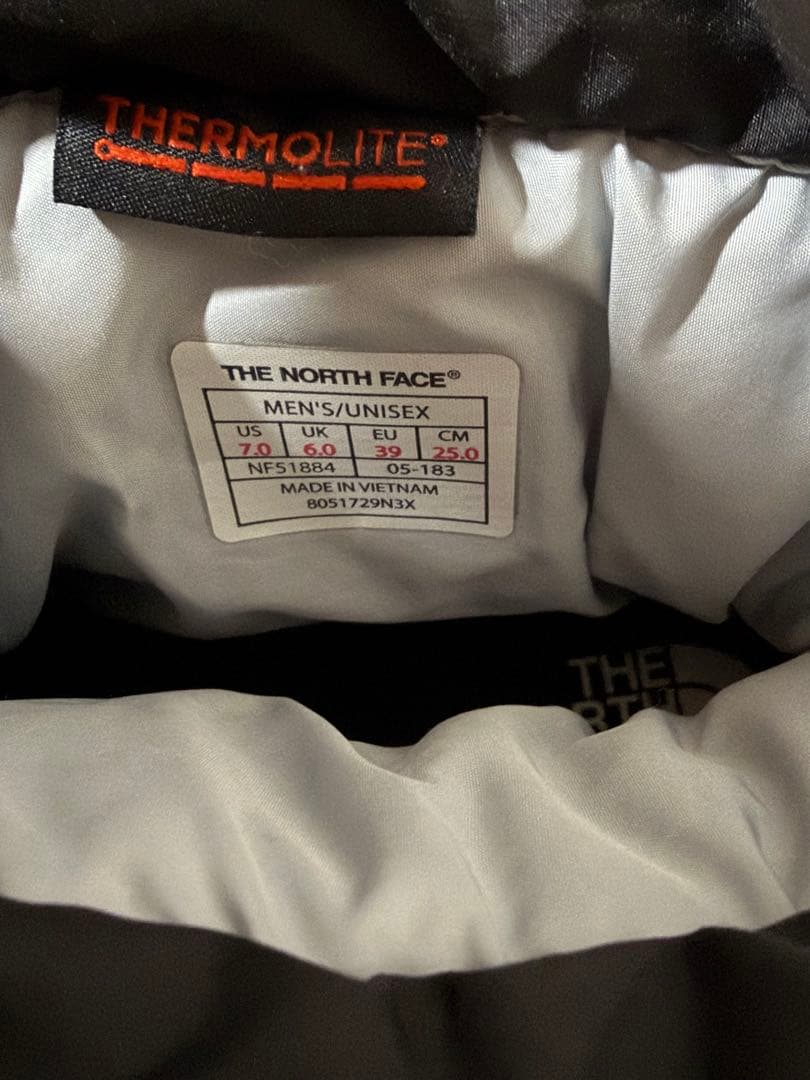 THERMOLITE®
THE NORTH FACE®
MEN'S/UNISEX
US UK EU CM
7.0 6.0 39 25.0
NF51884 05-183
MADE IN VIETNAM
8051729N3X
THE